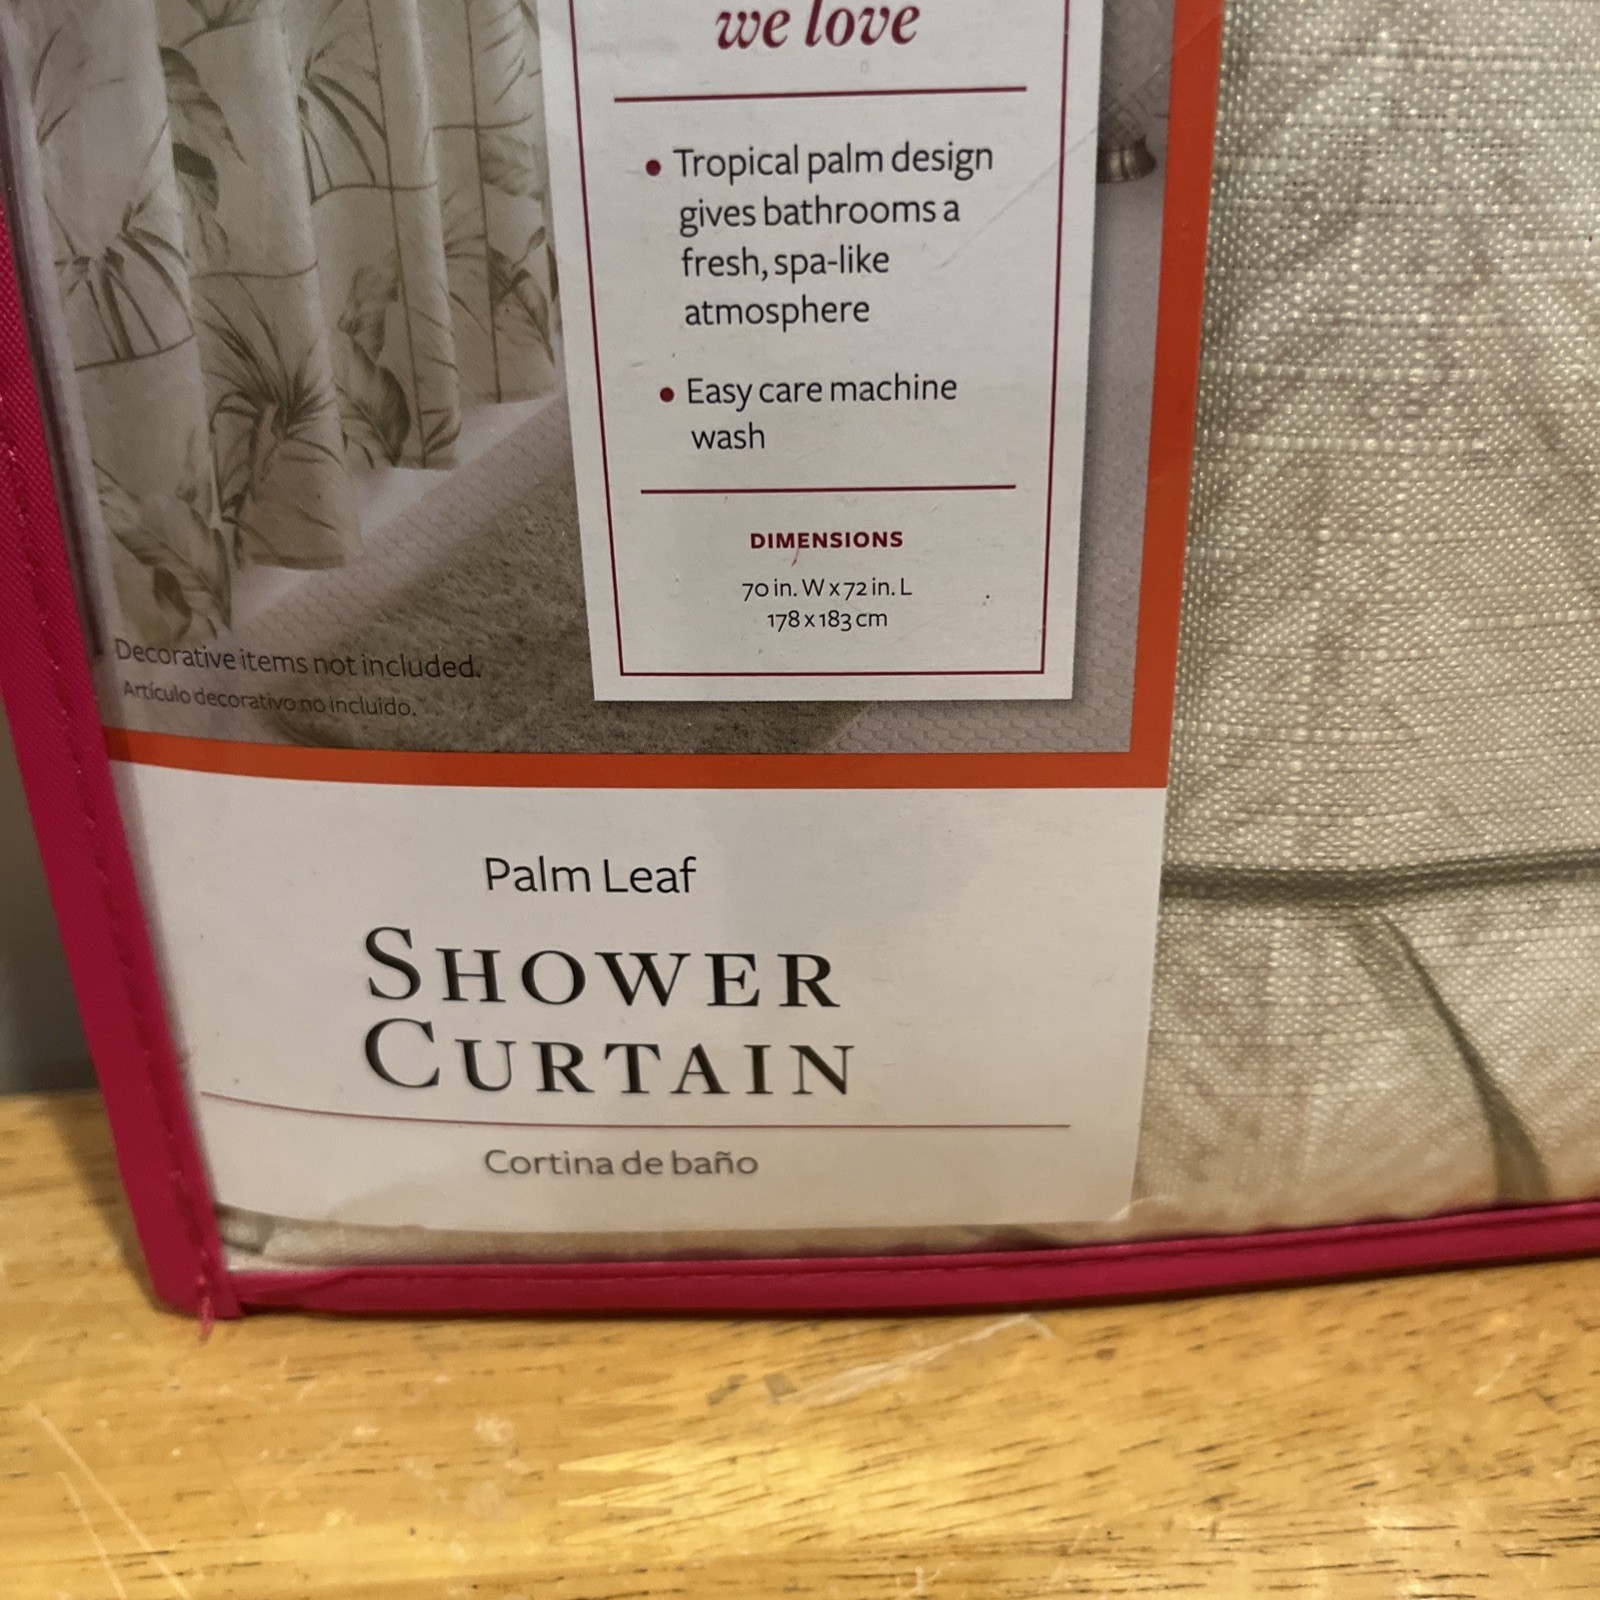 we love
• Tropical palm design
gives bathrooms a
fresh, spa-like
atmosphere
• Easy care machine
wash
DIMENSIONS
70 in. W x 72 in. L
178 x 183 cm
Decorative items not included.
Artículo decorativo no incluido.
Palm Leaf
SHOWER
CURTAIN
Cortina de baño